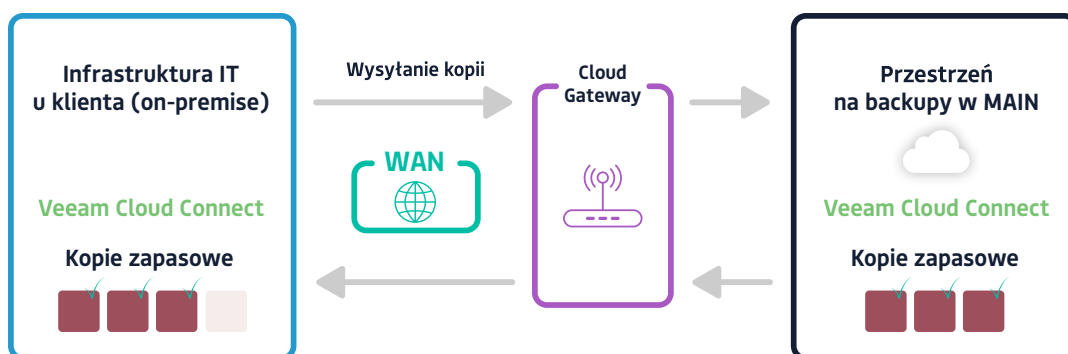 Infrastruktura IT
u klienta (on-premise)
Veeam Cloud Connect
Kopie zapasowe
Wysyłanie kopii
WAN
Cloud
Gateway
Przestrzeń
na backupy w MAIN
Veeam Cloud Connect
Kopie zapasowe